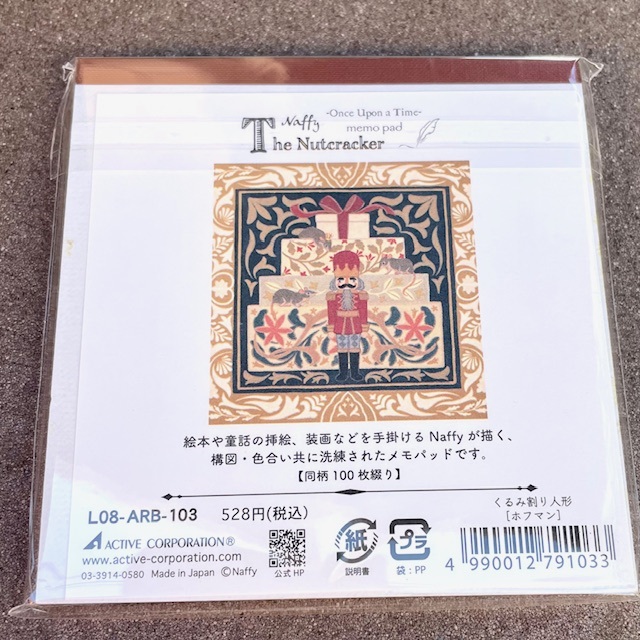 -Once Upon a Time-
Naffy
memo pad
The Nutcracker
絵本や童話の挿絵、装画などを手掛ける Naffy が描く、
構図・色合い共に洗練されたメモパッドです。
【同柄100枚綴り】
L08-ARB-103 528円(税込)
くるみ割り人形
[ホフマン]
ACTIVE CORPORATION®
www.active-corporation.com
03-3914-0580 Made in Japan ©Naffy
公式HP
紙
説明書
プラ
袋:PP
4 990012 791033